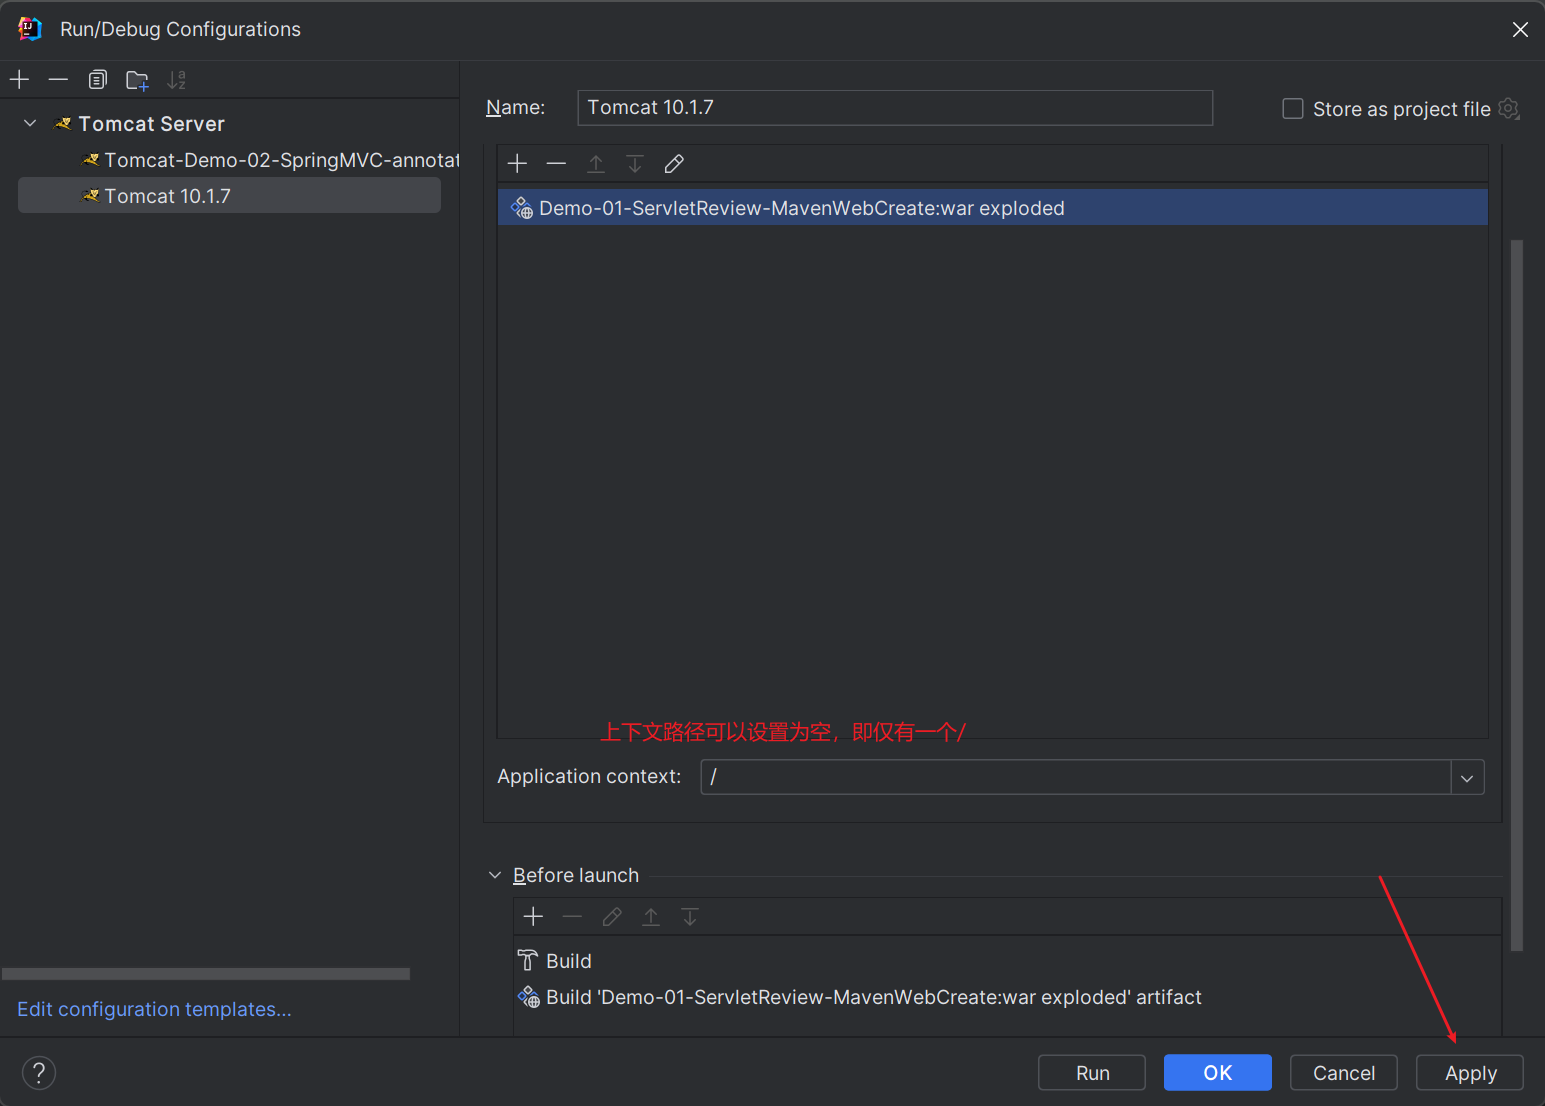 Run/Debug Configurations
Name:
Tomcat 10.1.7
Store as project file
Tomcat Server
Tomcat-Demo-02-SpringMVC-annotat
Tomcat 10.1.7
Demo-01-ServletReview-MavenWebCreate:war exploded
上下文路径可以设置为空，即仅有一个/
Application context:
/
Before launch
Build
Build 'Demo-01-ServletReview-MavenWebCreate:war exploded' artifact
Edit configuration templates...
?
Run
OK
Cancel
Apply